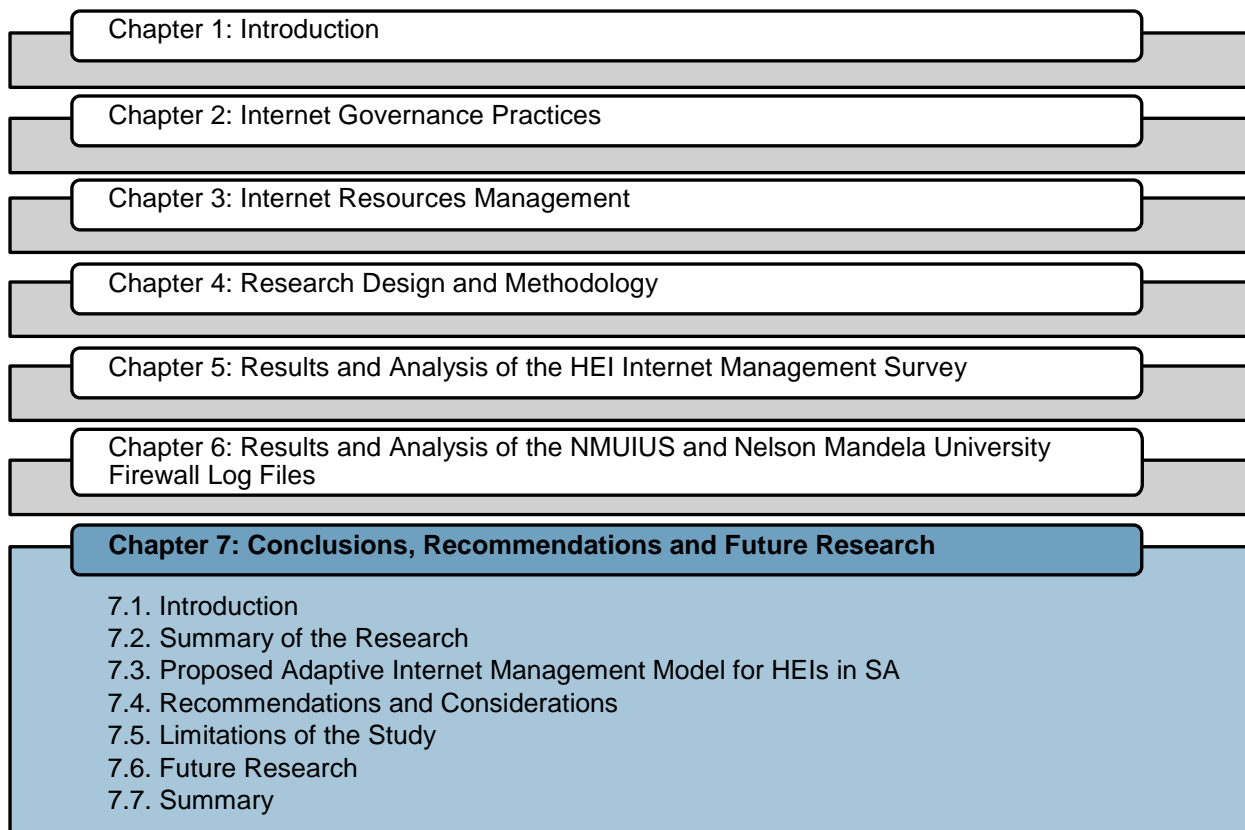 Chapter 1: Introduction
Chapter 2: Internet Governance Practices
Chapter 3: Internet Resources Management
Chapter 4: Research Design and Methodology
Chapter 5: Results and Analysis of the HEI Internet Management Survey
Chapter 6: Results and Analysis of the NMUIUS and Nelson Mandela University
Firewall Log Files
Chapter 7: Conclusions, Recommendations and Future Research
7.1. Introduction
7.2. Summary of the Research
7.3. Proposed Adaptive Internet Management Model for HEIs in SA
7.4. Recommendations and Considerations
7.5. Limitations of the Study
7.6. Future Research
7.7. Summary